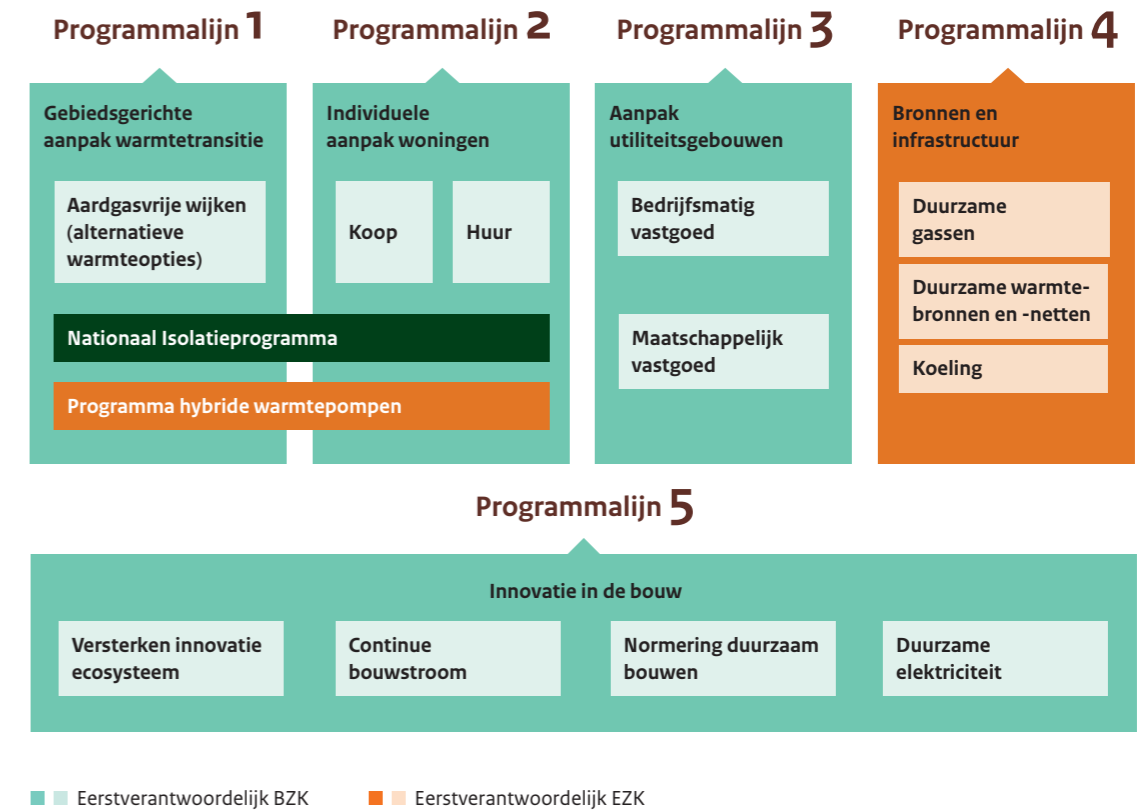 Programmalijn 1
Programmalijn 2
Programmalijn 3
Programmalijn 4
Gebiedsgerichte
aanpak warmtetransitie
Aardgasvrije wijken
(alternatieve
warmteopties)
Individuele
aanpak woningen
Koop
Huur
Nationaal Isolatieprogramma
Programma hybride warmtepompen
Aanpak
utiliteitsgebouwen
Bedrijfsmatig
vastgoed
Maatschappelijk
vastgoed
Bronnen en
infrastructuur
Duurzame
gassen
Duurzame warmte-
bronnen en -netten
Koeling
Programmalijn 5
Innovatie in de bouw
Versterken innovatie
ecosysteem
Continue
bouwstroom
Normering duurzaam
bouwen
Duurzame
elektriciteit
Eerstverantwoordelijk BZK
Eerstverantwoordelijk EZK